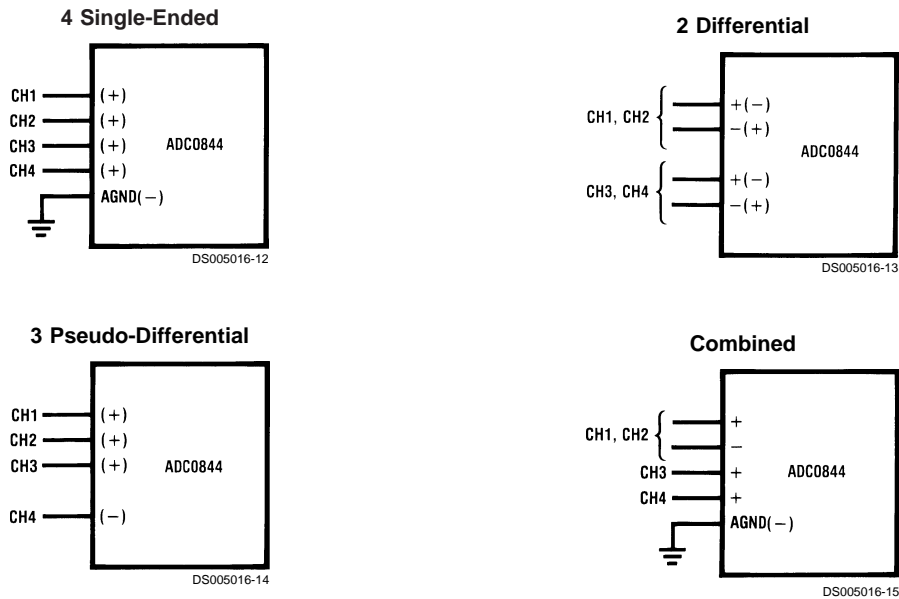 4 Single-Ended
CH1 (+)
CH2 (+)
CH3 (+) ADC0844
CH4 (+)
AGND(−)
DS005016-12
2 Differential
CH1, CH2 +(−)
−(+)
ADC0844
CH3, CH4 +(−)
−(+)
DS005016-13
3 Pseudo-Differential
CH1 (+)
CH2 (+)
CH3 (+) ADC0844
CH4 (−)
DS005016-14
Combined
CH1, CH2 +
−
CH3 + ADC0844
CH4 +
AGND(−)
DS005016-15